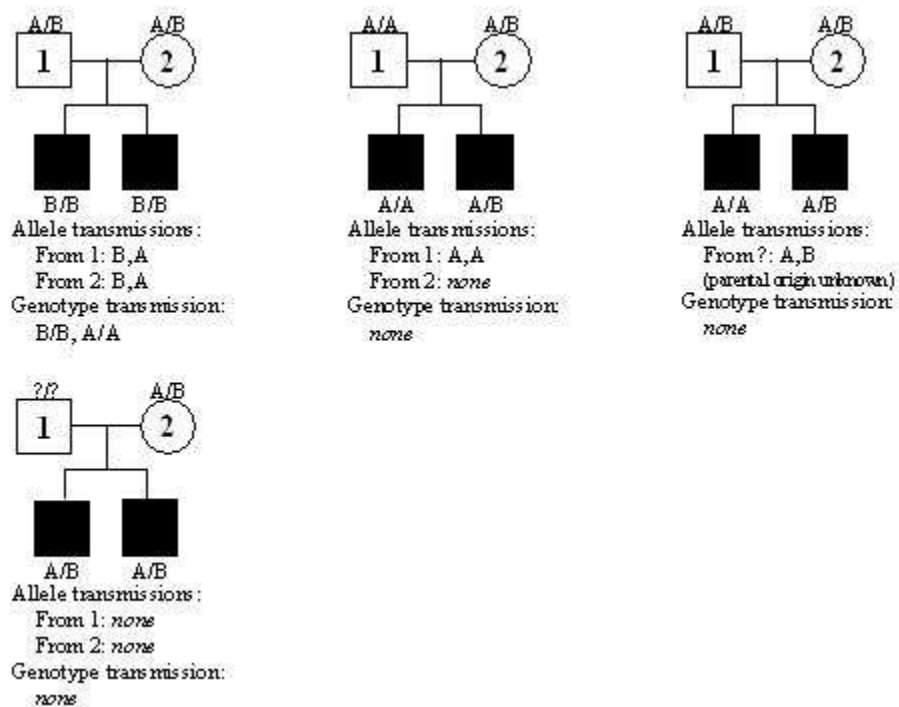 A/B A/B
1 2
B/B B/B
Allele transmissions:
From 1: B,A
From 2: B,A
Genotype transmission:
B/B, A/A
A/A A/B
1 2
A/A A/B
Allele transmissions:
From 1: A,A
From 2: none
Genotype transmission:
none
A/B A/B
1 2
A/A A/B
Allele transmissions:
From ?: A,B
(parental origin unknown)
Genotype transmission:
none
?/? A/B
1 2
A/B A/B
Allele transmissions:
From 1: none
From 2: none
Genotype transmission:
none